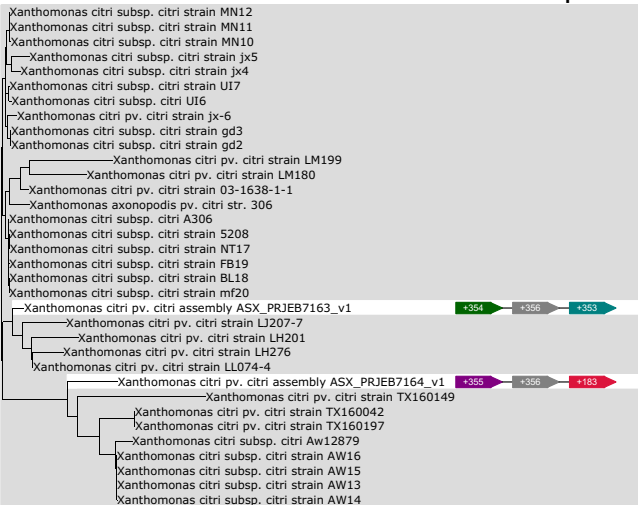 Xanthomonas citri subsp. citri strain MN12
Xanthomonas citri subsp. citri strain MN11
Xanthomonas citri subsp. citri strain MN10
Xanthomonas citri subsp. citri strain jx5
Xanthomonas citri subsp. citri strain jx4
Xanthomonas citri subsp. citri strain UI7
Xanthomonas citri subsp. citri UI6
Xanthomonas citri pv. citri strain jx-6
Xanthomonas citri subsp. citri strain gd3
Xanthomonas citri subsp. citri strain gd2
Xanthomonas citri pv. citri strain LM199
Xanthomonas citri pv. citri strain LM180
Xanthomonas citri pv. citri strain 03-1638-1-1
Xanthomonas axonopodis pv. citri str. 306
Xanthomonas citri subsp. citri A306
Xanthomonas citri subsp. citri strain 5208
Xanthomonas citri subsp. citri strain NT17
Xanthomonas citri subsp. citri strain FB19
Xanthomonas citri subsp. citri strain BL18
Xanthomonas citri subsp. citri strain mf20
Xanthomonas citri pv. citri assembly ASX_PRJEB7163_v1 +354 +356 +353
Xanthomonas citri pv. citri strain LJ207-7
Xanthomonas citri pv. citri strain LH201
Xanthomonas citri pv. citri strain LH276
Xanthomonas citri pv. citri strain LL074-4
Xanthomonas citri pv. citri assembly ASX_PRJEB7164_v1 +355 +356 +183
Xanthomonas citri pv. citri strain TX160149
Xanthomonas citri pv. citri strain TX160042
Xanthomonas citri pv. citri strain TX160197
Xanthomonas citri subsp. citri Aw12879
Xanthomonas citri subsp. citri strain AW16
Xanthomonas citri subsp. citri strain AW15
Xanthomonas citri subsp. citri strain AW13
Xanthomonas citri subsp. citri strain AW14